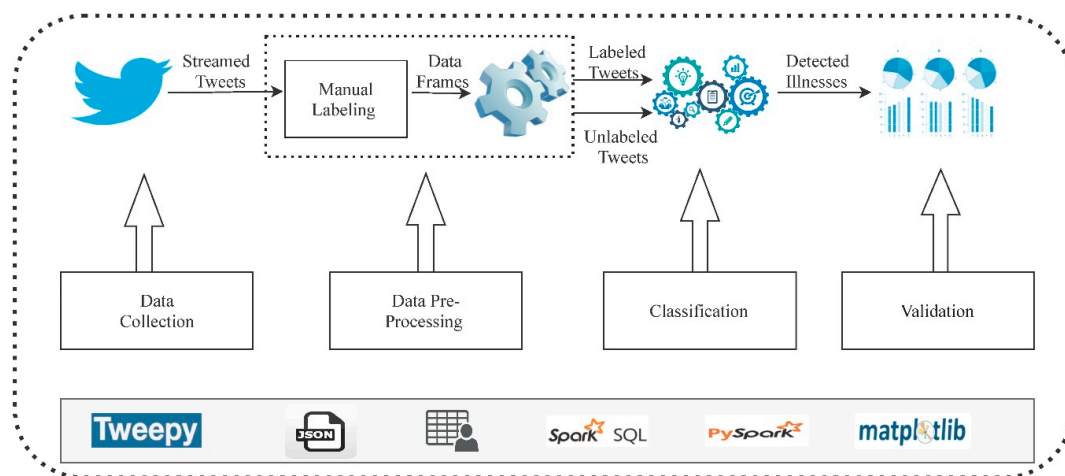 Streamed
Tweets
Manual
Labeling
Data
Frames
Labeled
Tweets
Unlabeled
Tweets
Detected
Illnesses
Data
Collection
Data Pre-
Processing
Classification
Validation
Tweepy
JSON
Spark SQL
PySpark
matplotlib